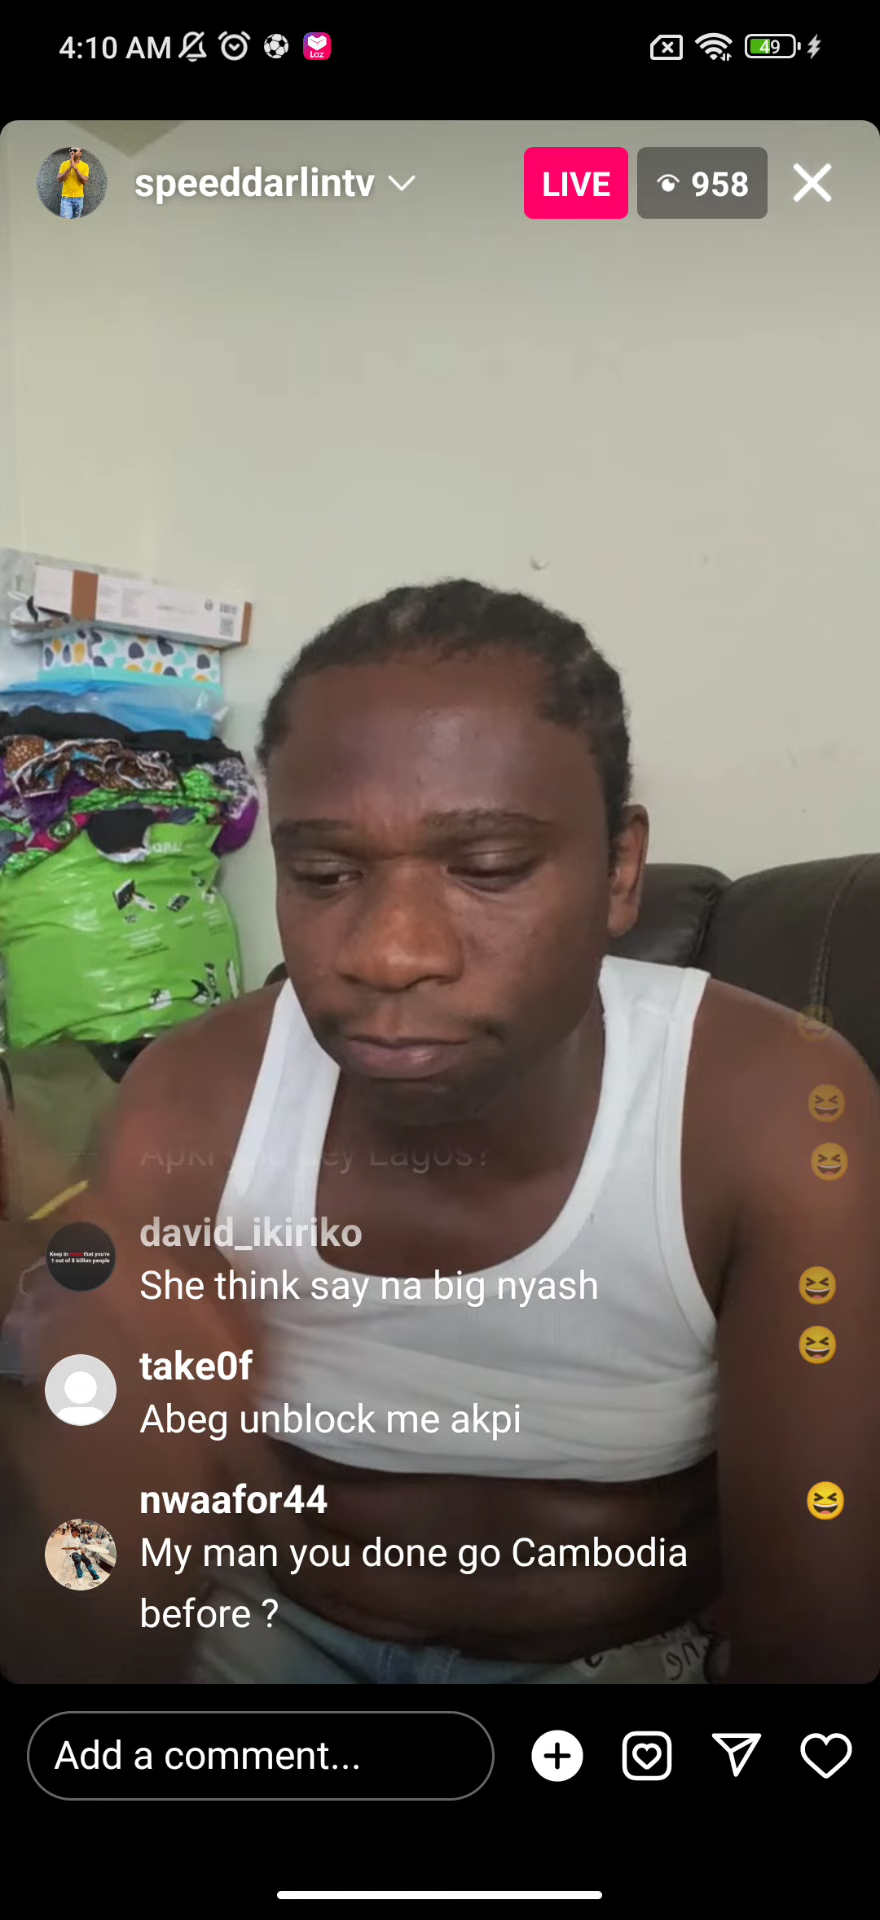 4:10 AM
Laz
49
speeddarlintv
LIVE
958
david_ikiriko
She think say na big nyash
take0f
Abeg unblock me akpi
nwaafor44
My man you done go Cambodia
before ?
Add a comment...